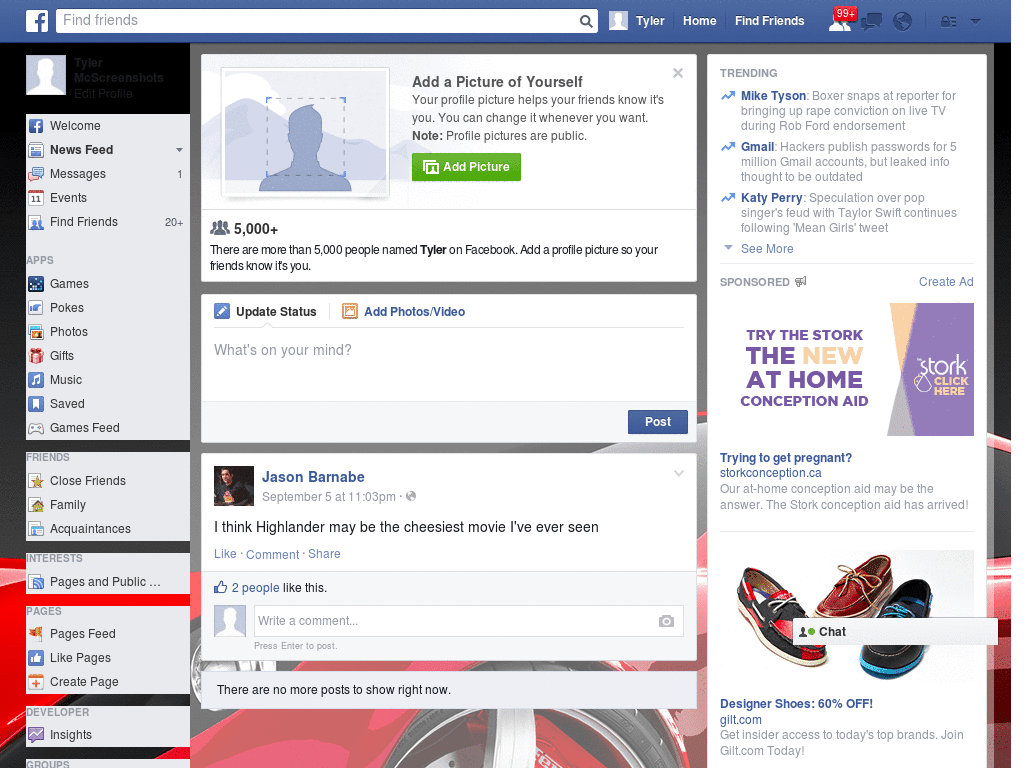 f
Find friends
Tyler
Home
Find Friends
99+
Tyler
McScreenshots
Edit Profile
Welcome
News Feed
Messages 1
11 Events
Find Friends 20+
APPS
Games
Pokes
Photos
Gifts
Music
Saved
Games Feed
FRIENDS
Close Friends
Family
Acquaintances
INTERESTS
Pages and Public ...
PAGES
Pages Feed
Like Pages
Create Page
DEVELOPER
Insights
GROUPS
Add a Picture of Yourself
Your profile picture helps your friends know it's
you. You can change it whenever you want.
Note: Profile pictures are public.
Add Picture
5,000+
There are more than 5,000 people named Tyler on Facebook. Add a profile picture so your
friends know it's you.
Update Status
Add Photos/Video
What's on your mind?
Post
Jason Barnabe
September 5 at 11:03pm ·
I think Highlander may be the cheesiest movie I've ever seen
Like · Comment · Share
2 people like this.
Write a comment...
Press Enter to post.
There are no more posts to show right now.
TRENDING
Mike Tyson: Boxer snaps at reporter for
bringing up rape conviction on live TV
during Rob Ford endorsement
Gmail: Hackers publish passwords for 5
million Gmail accounts, but leaked info
thought to be outdated
Katy Perry: Speculation over pop
singer's feud with Taylor Swift continues
following 'Mean Girls' tweet
See More
SPONSORED
Create Ad
TRY THE STORK
THE NEW
AT HOME
CONCEPTION AID
the stork
CLICK
HERE
Trying to get pregnant?
storkconception.ca
Our at-home conception aid may be the
answer. The Stork conception aid has arrived!
Chat
Designer Shoes: 60% OFF!
gilt.com
Get insider access to today's top brands. Join
Gilt.com Today!